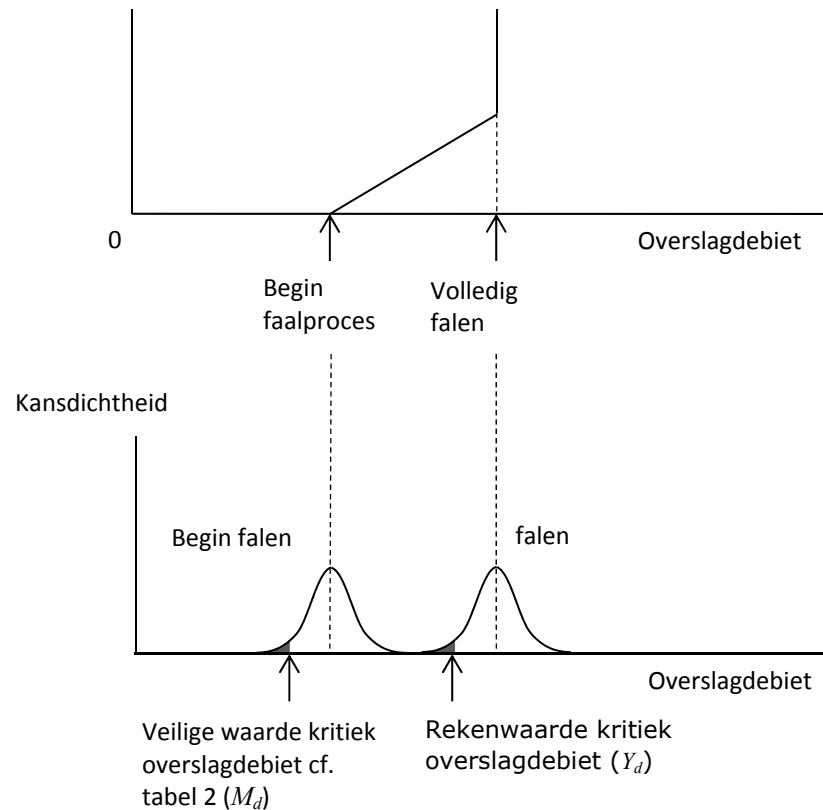 0
Overslagdebiet
Begin
faalproces
Volledig
falen
Kansdichtheid
Begin falen
falen
Overslagdebiet
Veilige waarde kritiek
overslagdebiet cf.
tabel 2 (Md)
Rekenwaarde kritiek
overslagdebiet (Yd)